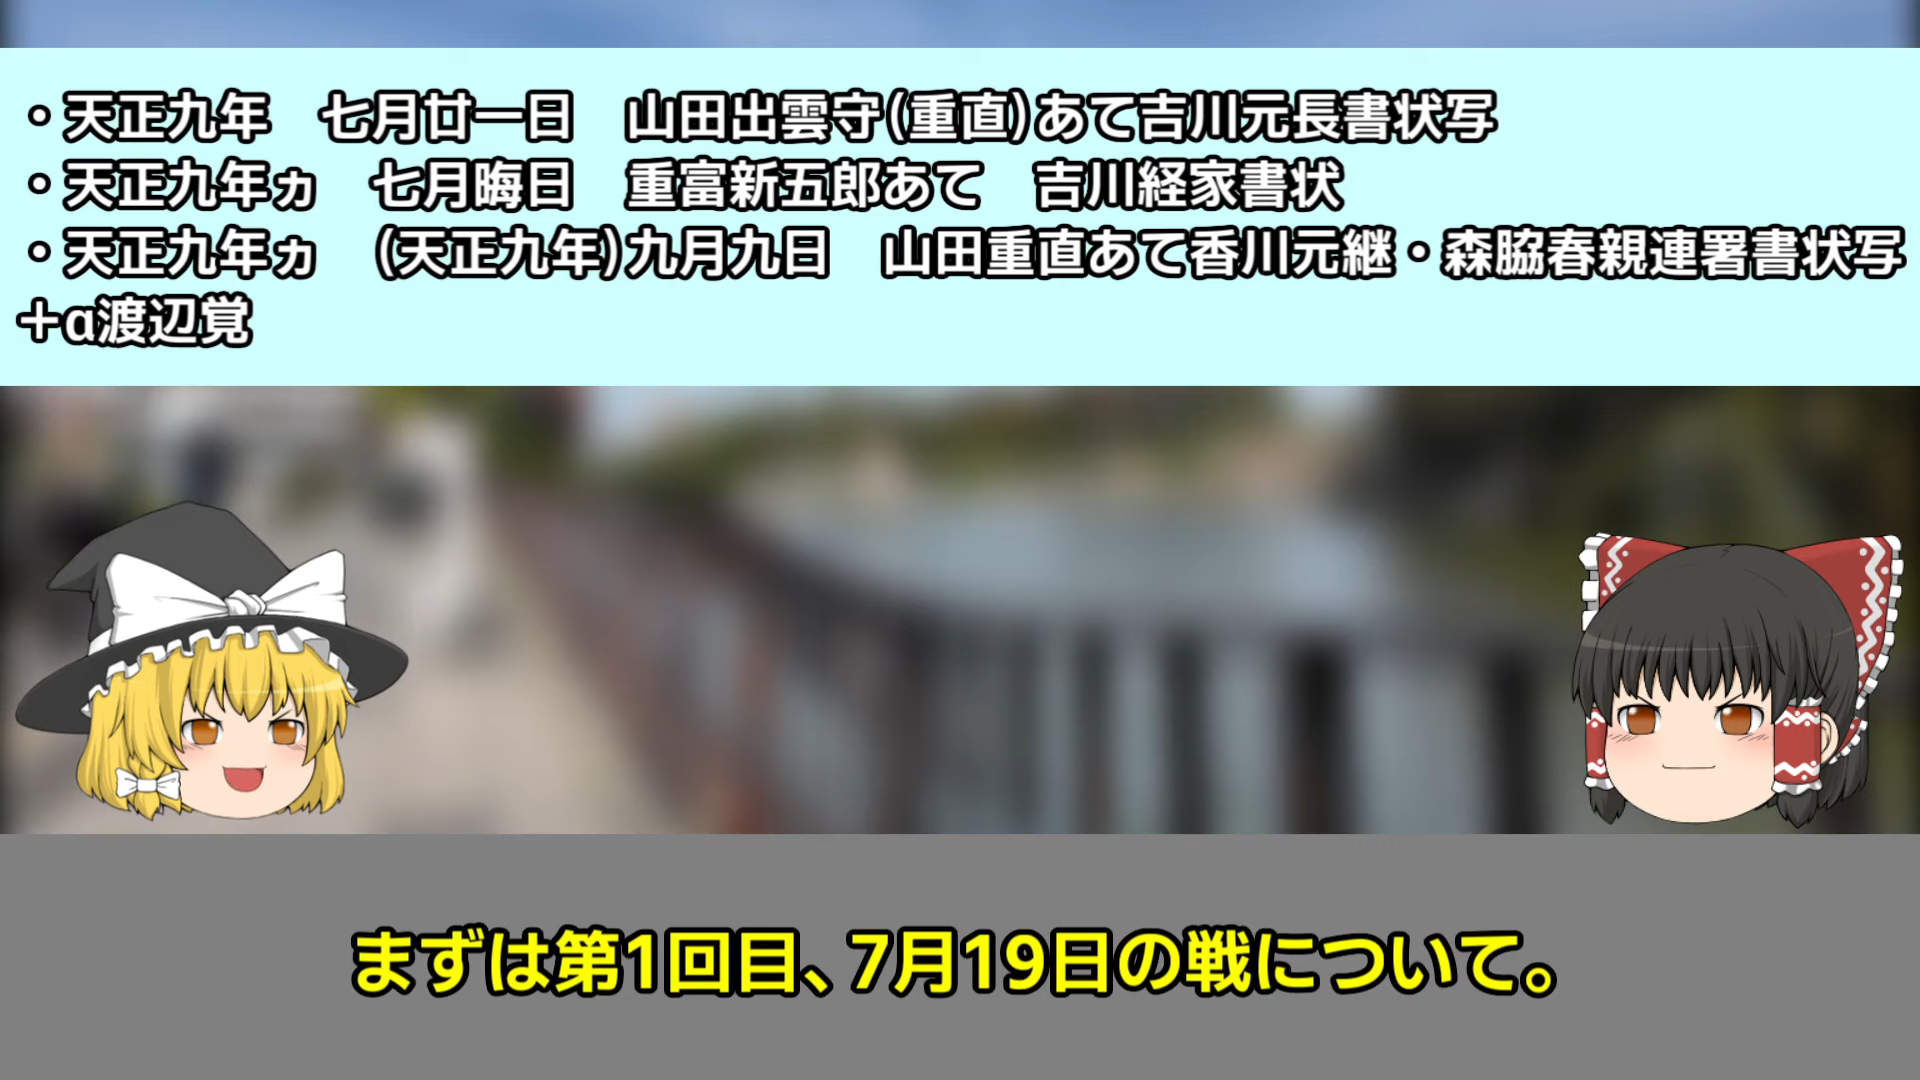 ・天正九年　七月廿一日　山田出雲守(重直)あて吉川元長書状写
・天正九年ヵ　七月晦日　重富新五郎あて　吉川経家書状
・天正九年ヵ　(天正九年)九月九日　山田重直あて香川元継・森脇春親連署書状写
＋α渡辺覚
まずは第1回目、7月19日の戦について。